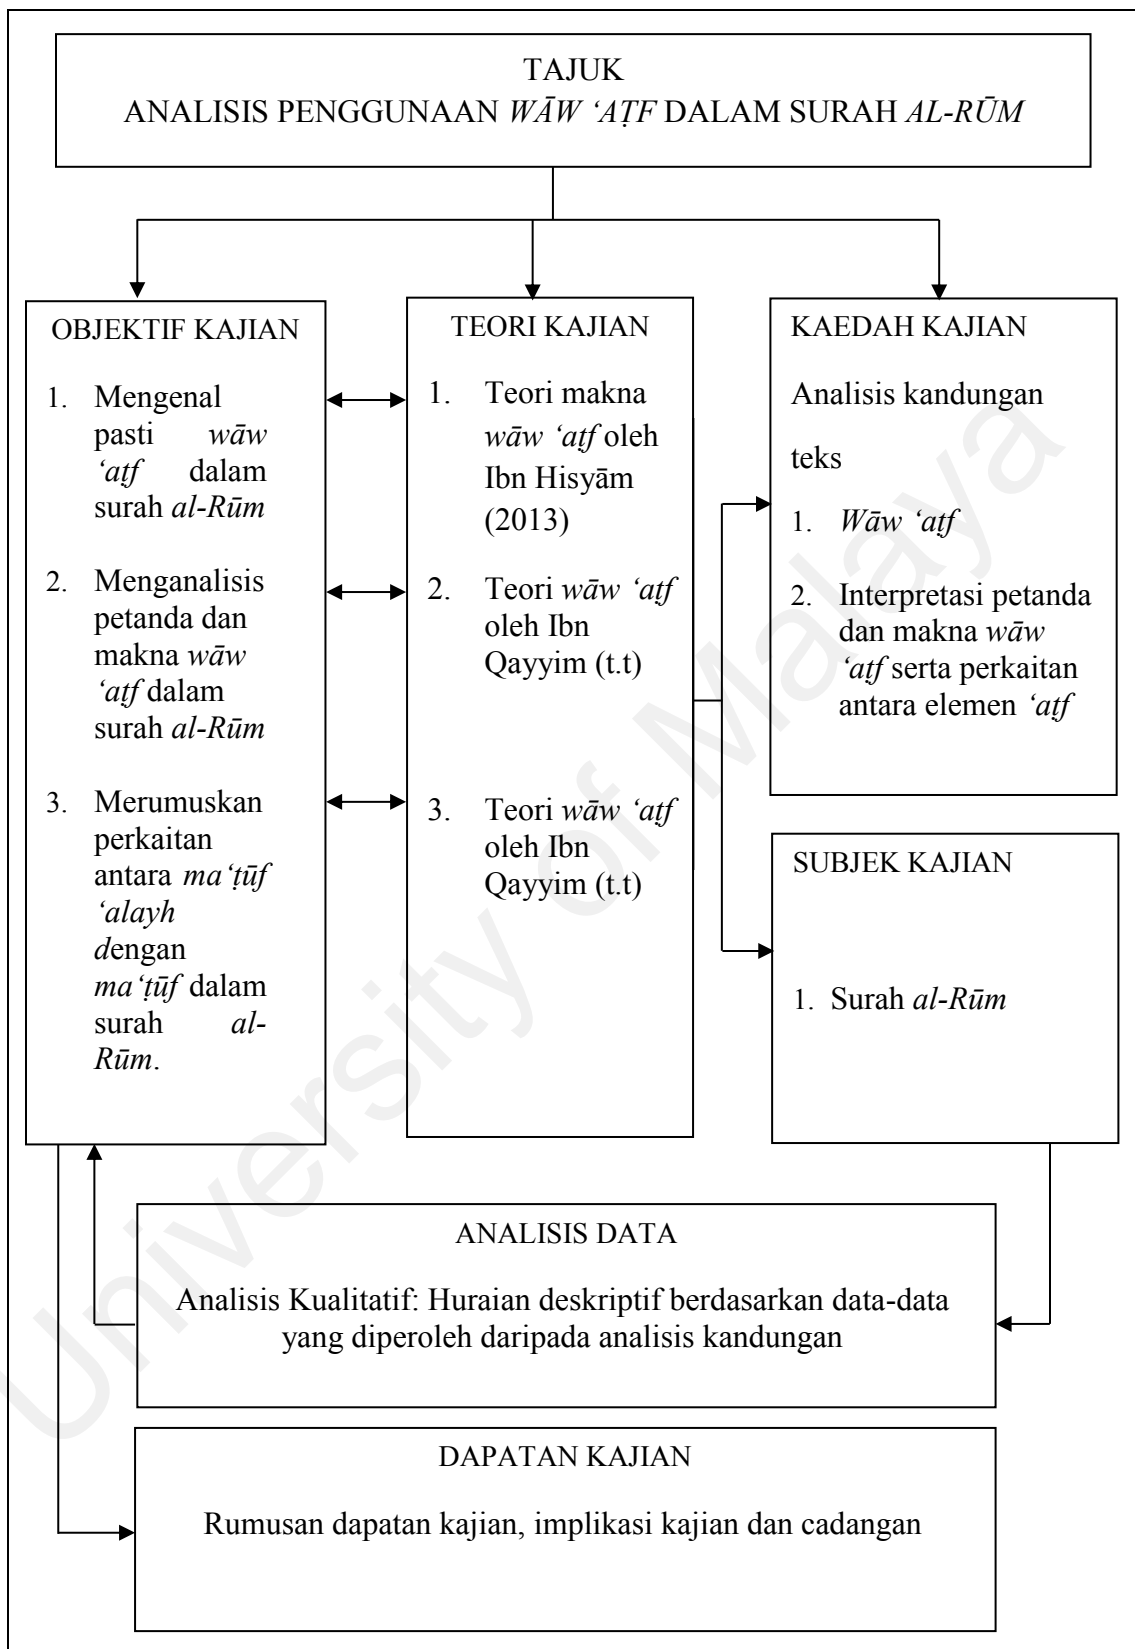 TAJUK
ANALISIS PENGGUNAAN WĀW ‘AṬF DALAM SURAH AL-RŪM
OBJEKTIF KAJIAN
1. Mengenal
pasti wāw
‘aṭf dalam
surah al-Rūm
2. Menganalisis
petanda dan
makna wāw
‘aṭf dalam
surah al-Rūm
3. Merumuskan
perkaitan
antara ma‘ṭūf
‘alayh
dengan
ma‘ṭūf dalam
surah al-
Rūm.
TEORI KAJIAN
1. Teori makna
wāw ‘aṭf oleh
Ibn Hisyām
(2013)
2. Teori wāw ‘aṭf
oleh Ibn
Qayyim (t.t)
3. Teori wāw ‘aṭf
oleh Ibn
Qayyim (t.t)
KAEDAH KAJIAN
Analisis kandungan
teks
1. Wāw ‘aṭf
2. Interpretasi petanda
dan makna wāw
‘aṭf serta perkaitan
antara elemen ‘aṭf
SUBJEK KAJIAN
1. Surah al-Rūm
ANALISIS DATA
Analisis Kualitatif: Huraian deskriptif berdasarkan data-data
yang diperoleh daripada analisis kandungan
DAPATAN KAJIAN
Rumusan dapatan kajian, implikasi kajian dan cadangan
University of Malaya